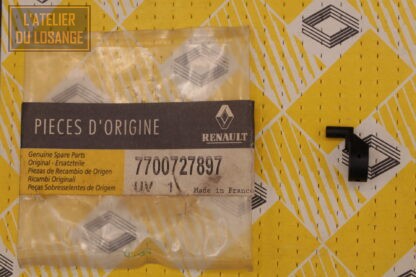 L'ATELIER
DU LOSANGE
PIECES D'ORIGINE
RENAULT
Genuine Spare Parts
Original - Ersatzteile
Piezas de Recambio de Origen
Ricambi Originali
Peças Sobresselentes de Origem
7700727897
UV 1
Made in France